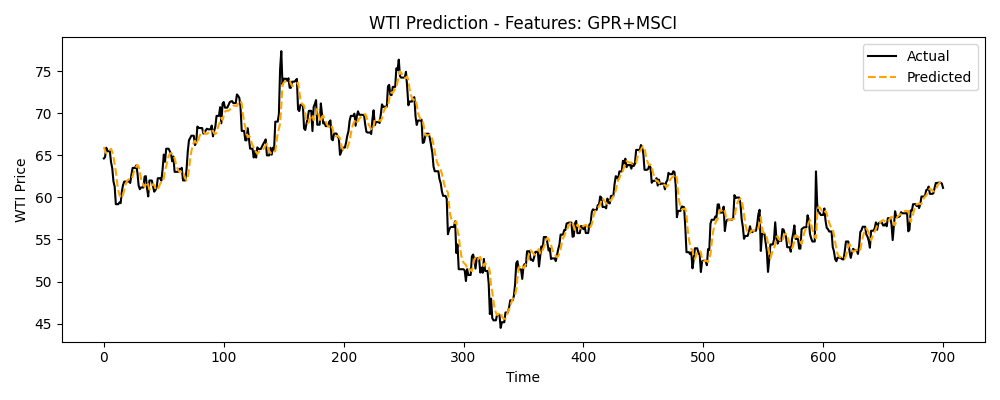 WTI Prediction - Features: GPR+MSCI
Actual
Predicted
WTI Price
75
70
65
60
55
50
45
0 100 200 300 400 500 600 700
Time